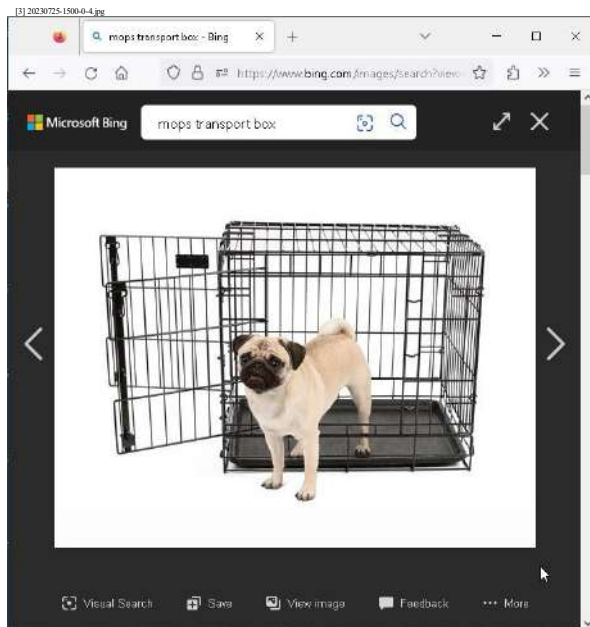 [3] 20230725-1500-0-4.jpg
mops transport box - Bing
https://www.bing.com/images/search?view
Microsoft Bing
mops transport box
Visual Search
Save
View image
Feedback
More